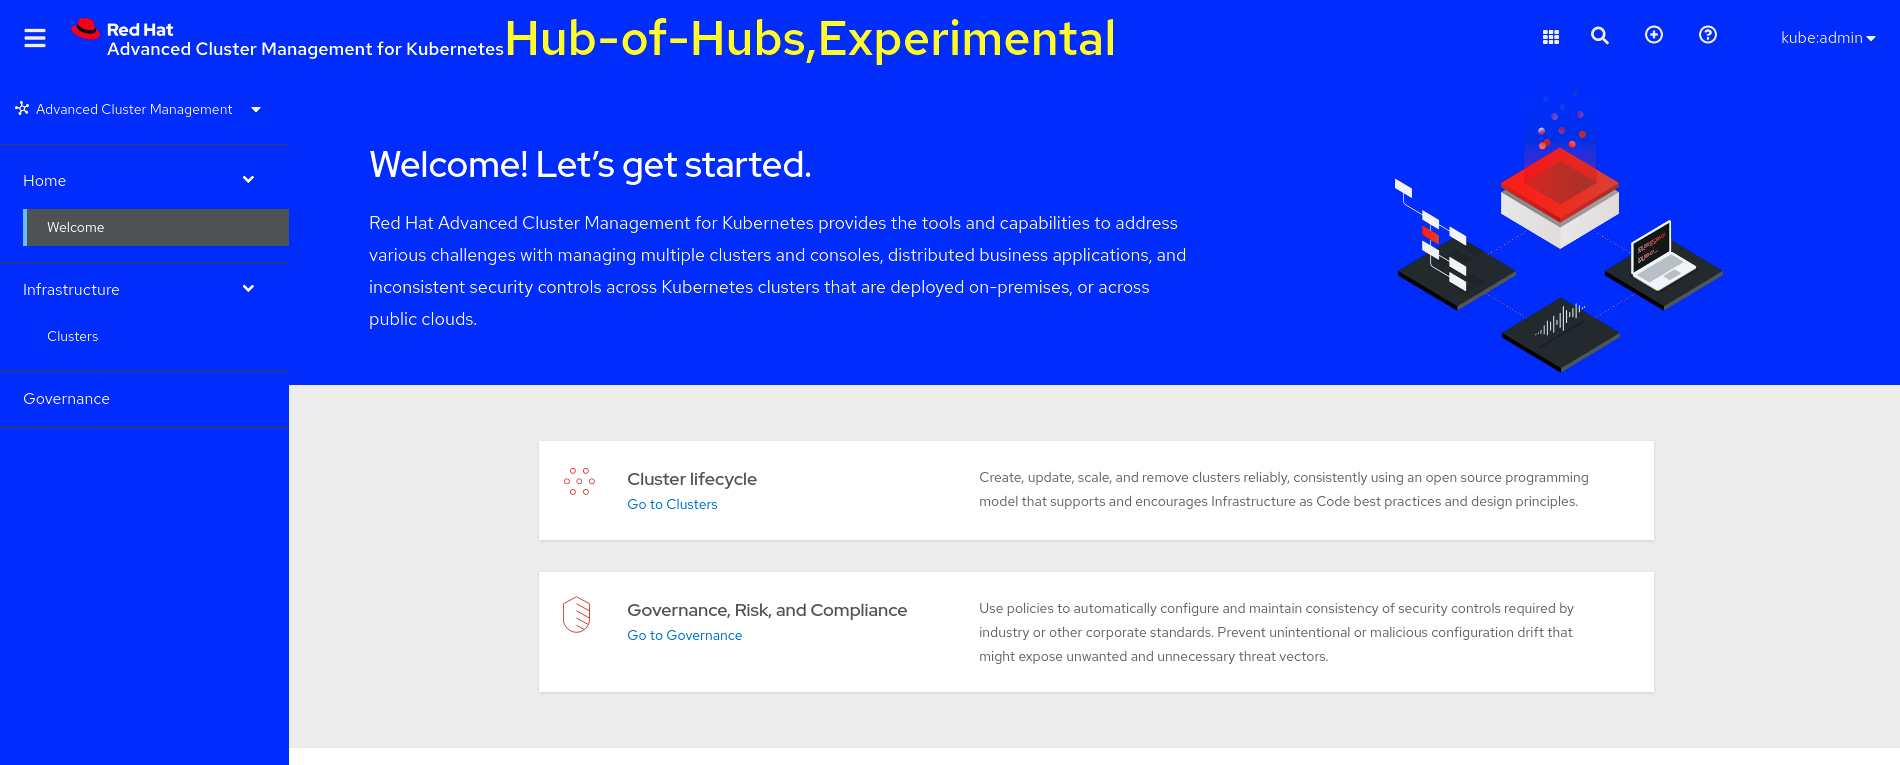 Red Hat
Advanced Cluster Management for Kubernetes
Hub-of-Hubs,Experimental
kube:admin
Advanced Cluster Management
Home
Welcome
Infrastructure
Clusters
Governance
Welcome! Let’s get started.
Red Hat Advanced Cluster Management for Kubernetes provides the tools and capabilities to address
various challenges with managing multiple clusters and consoles, distributed business applications, and
inconsistent security controls across Kubernetes clusters that are deployed on-premises, or across
public clouds.
Cluster lifecycle
Go to Clusters
Create, update, scale, and remove clusters reliably, consistently using an open source programming
model that supports and encourages Infrastructure as Code best practices and design principles.
Governance, Risk, and Compliance
Go to Governance
Use policies to automatically configure and maintain consistency of security controls required by
industry or other corporate standards. Prevent unintentional or malicious configuration drift that
might expose unwanted and unnecessary threat vectors.